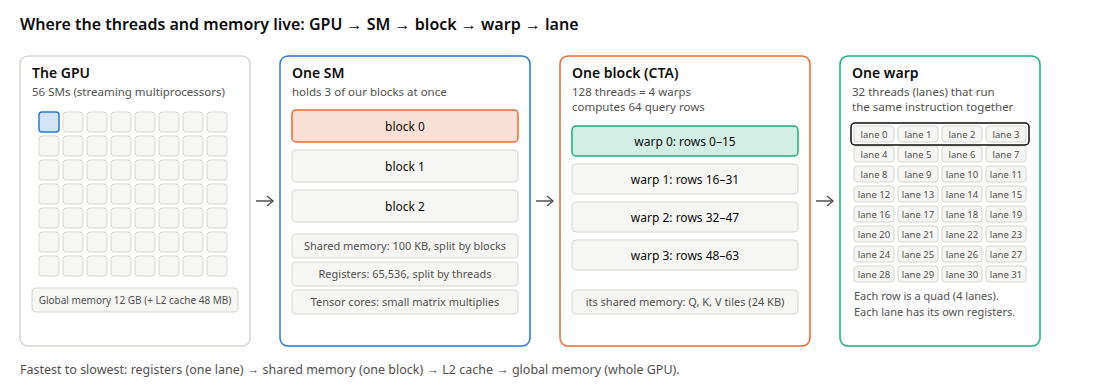 Where the threads and memory live: GPU → SM → block → warp → lane
The GPU
56 SMs (streaming multiprocessors)
Global memory 12 GB (+ L2 cache 48 MB)
One SM
holds 3 of our blocks at once
block 0
block 1
block 2
Shared memory: 100 KB, split by blocks
Registers: 65,536, split by threads
Tensor cores: small matrix multiplies
One block (CTA)
128 threads = 4 warps
computes 64 query rows
warp 0: rows 0–15
warp 1: rows 16–31
warp 2: rows 32–47
warp 3: rows 48–63
its shared memory: Q, K, V tiles (24 KB)
One warp
32 threads (lanes) that run
the same instruction together
lane 0 lane 1 lane 2 lane 3
lane 4 lane 5 lane 6 lane 7
lane 8 lane 9 lane 10 lane 11
lane 12 lane 13 lane 14 lane 15
lane 16 lane 17 lane 18 lane 19
lane 20 lane 21 lane 22 lane 23
lane 24 lane 25 lane 26 lane 27
lane 28 lane 29 lane 30 lane 31
Each row is a quad (4 lanes).
Each lane has its own registers.
Fastest to slowest: registers (one lane) → shared memory (one block) → L2 cache → global memory (whole GPU).